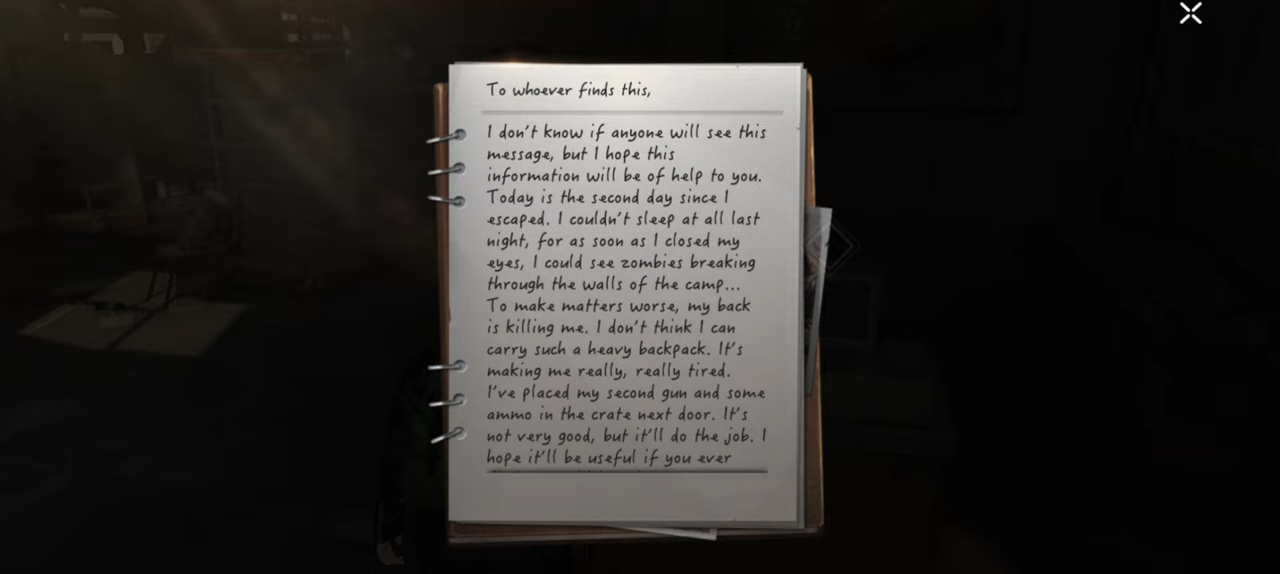 To whoever finds this,
I don't know if anyone will see this
message, but I hope this
information will be of help to you.
Today is the second day since I
escaped. I couldn't sleep at all last
night, for as soon as I closed my
eyes, I could see zombies breaking
through the walls of the camp...
To make matters worse, my back
is killing me. I don't think I can
carry such a heavy backpack. It's
making me really, really tired.
I've placed my second gun and some
ammo in the crate next door. It's
not very good, but it'll do the job. I
hope it'll be useful if you ever